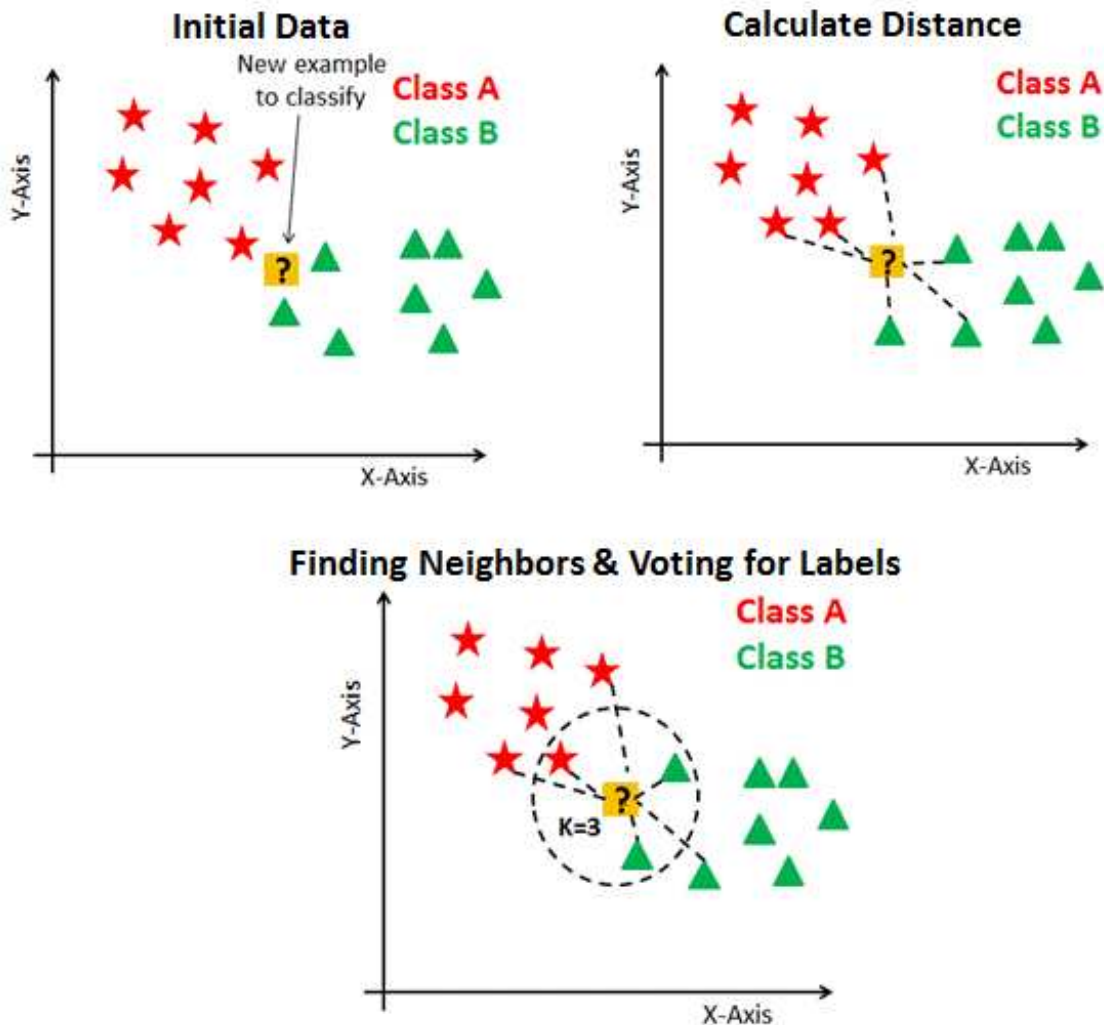 Initial Data
New example
to classify
Class A
Class B
Y-Axis
?
X-Axis
Calculate Distance
Class A
Class B
Y-Axis
?
X-Axis
Finding Neighbors & Voting for Labels
Class A
Class B
Y-Axis
?
K=3
X-Axis